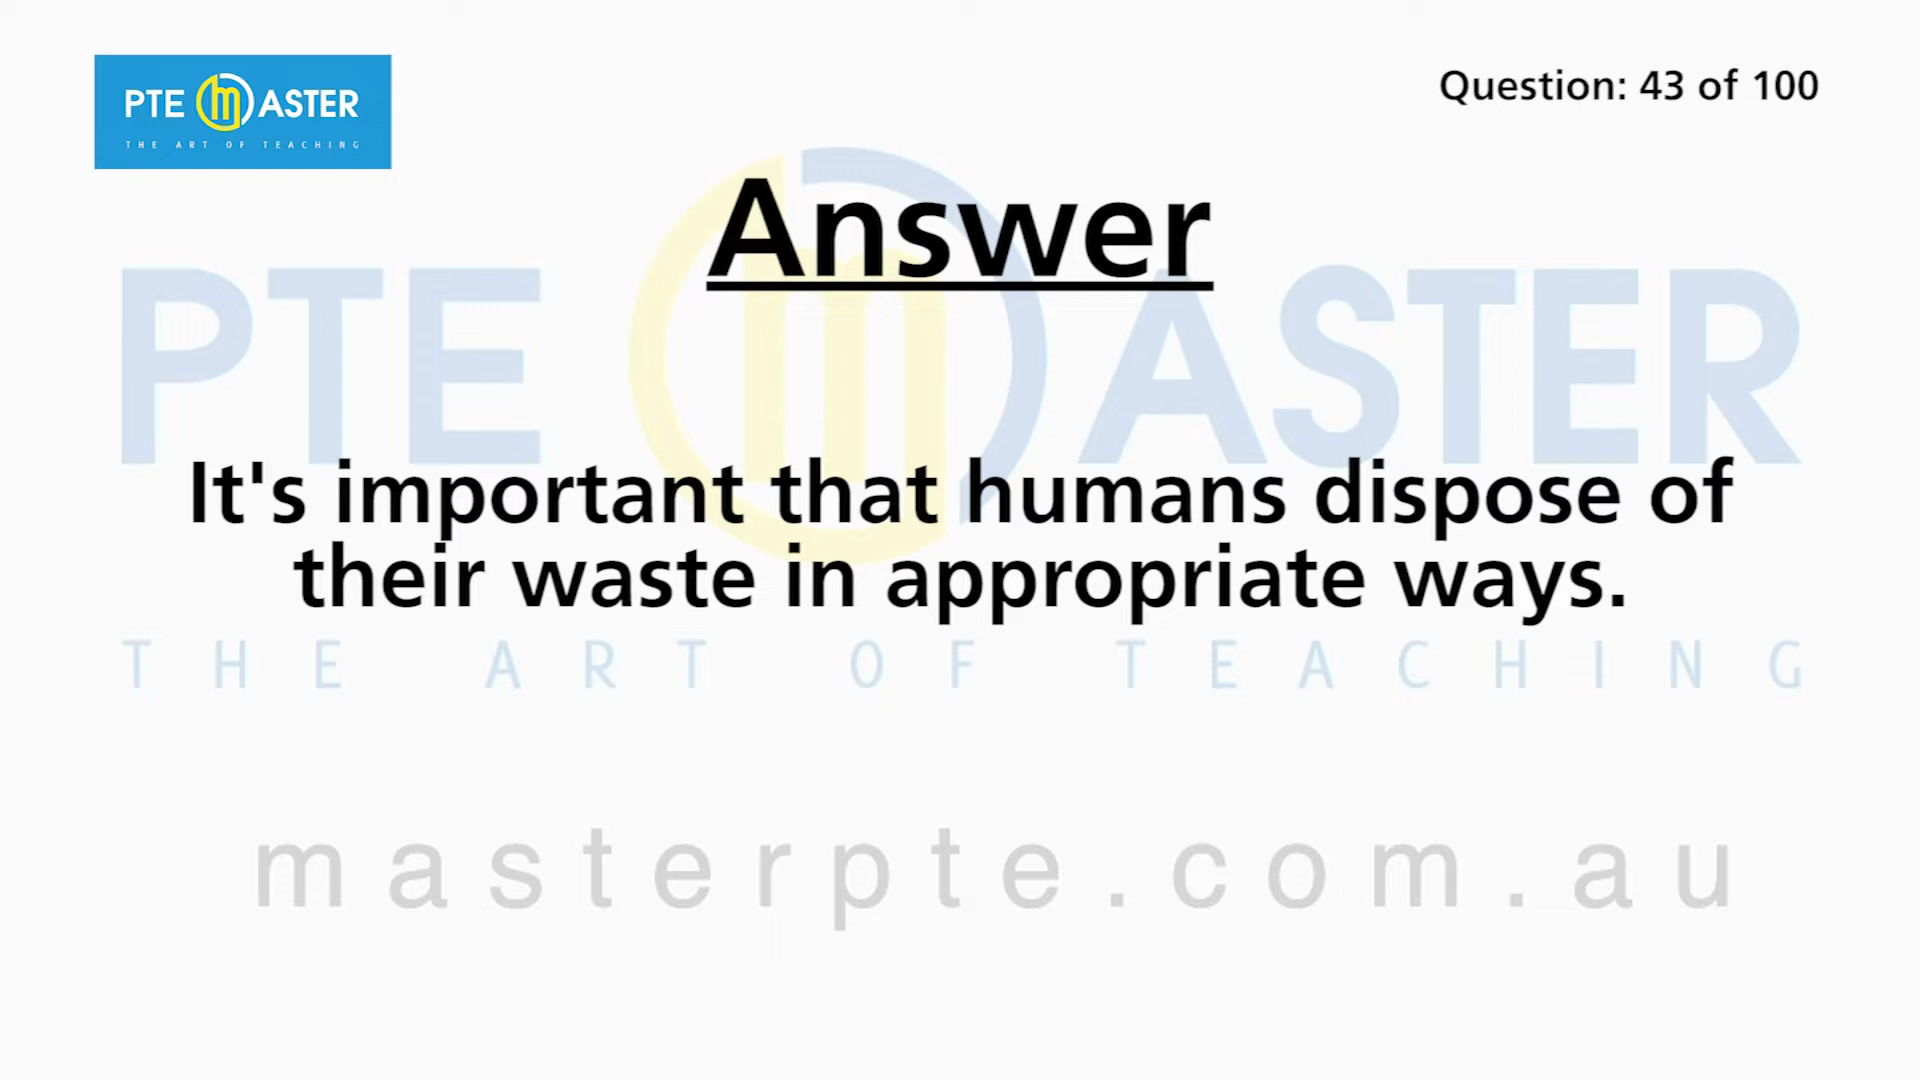 PTE MASTER
THE ART OF TEACHING
Question: 43 of 100
Answer
PTE MASTER
It's important that humans dispose of
their waste in appropriate ways.
THE ART OF TEACHING
masterpte.com.au